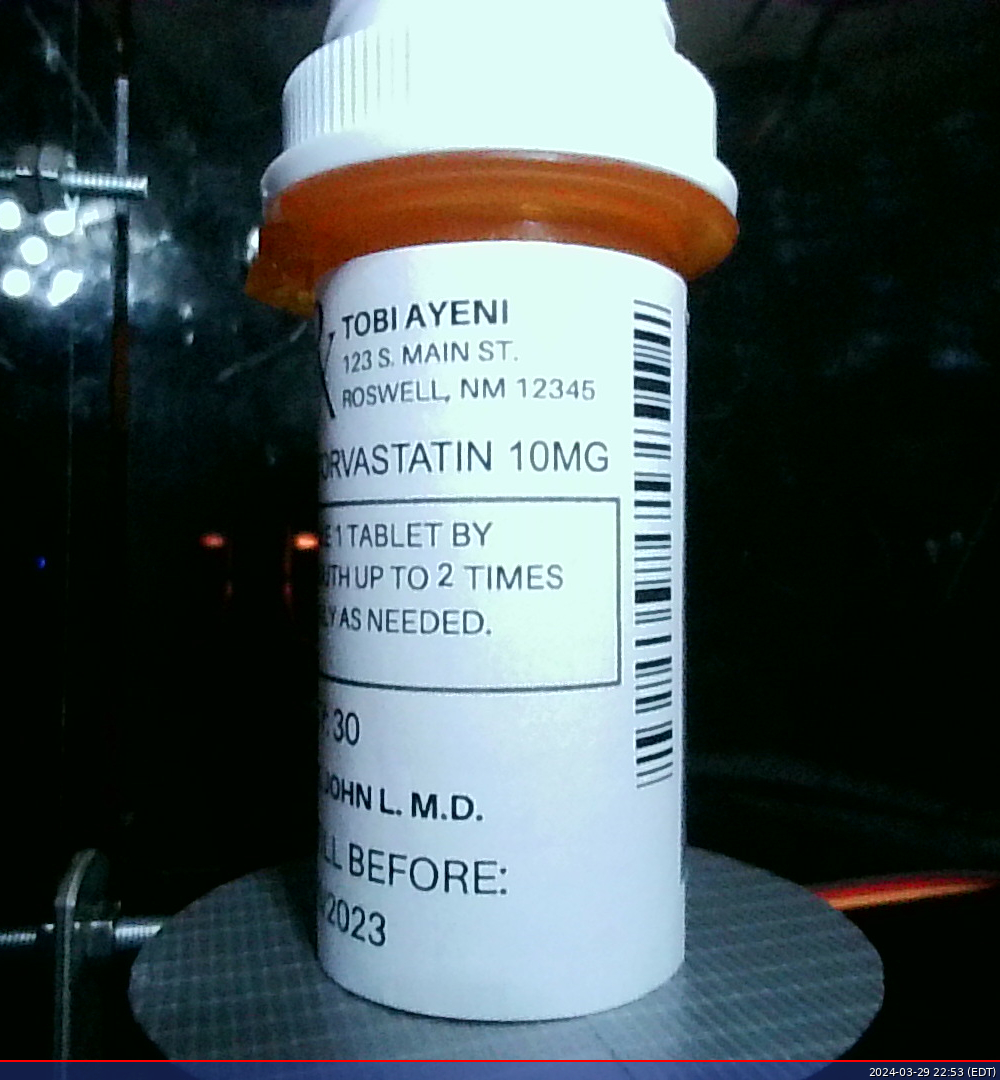 TOBI AYENI
123 S. MAIN ST.
ROSWELL, NM 12345
ORVASTATIN 10MG
E 1 TABLET BY
UTH UP TO 2 TIMES
LY AS NEEDED.
: 30
JOHN L. M.D.
LL BEFORE:
/2023
2024-03-29 22:53 (EDT)